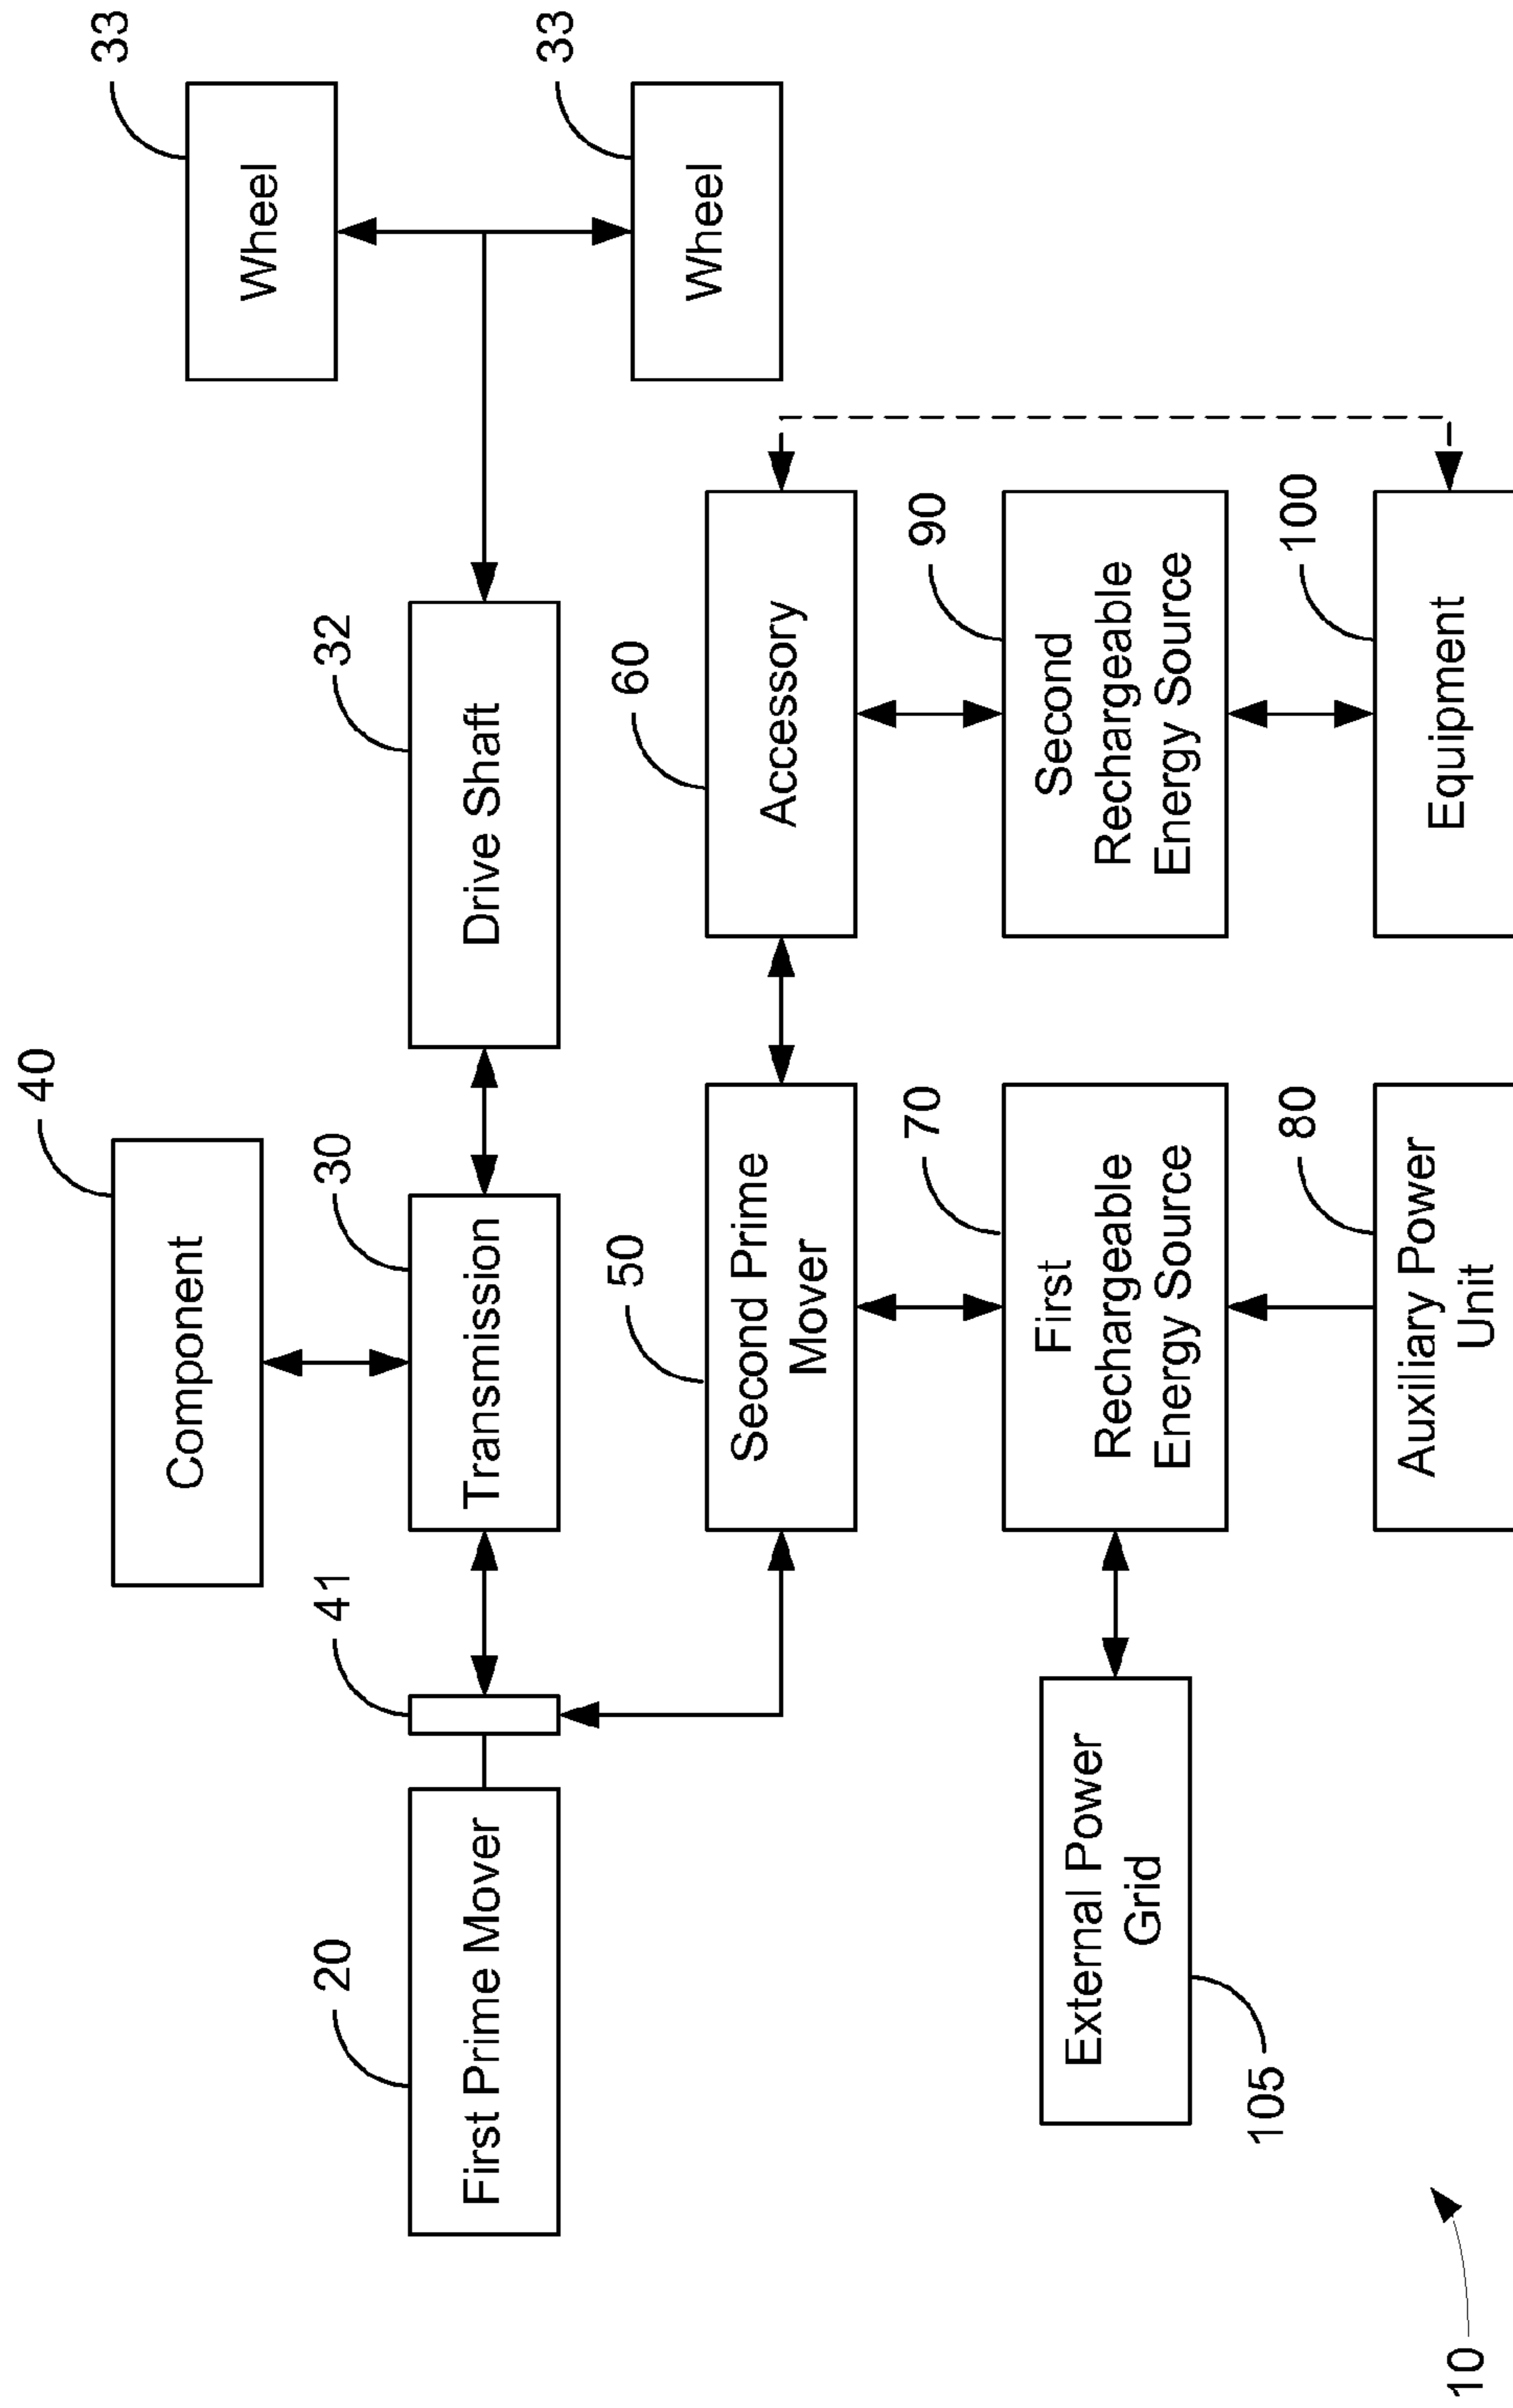 40
Component
33
Wheel
20
41
30
32
First Prime Mover
Transmission
Drive Shaft
33
Wheel
50
60
Second Prime
Mover
Accessory
70
90
External Power
Grid
105
First
Rechargeable
Energy Source
Second
Rechargeable
Energy Source
80
100
Auxiliary Power
Unit
Equipment
10